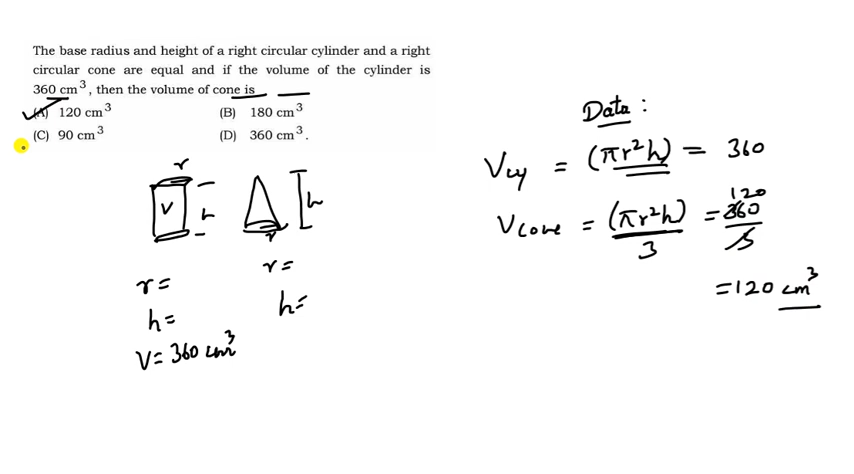 The base radius and height of a right circular cylinder and a right
circular cone are equal and if the volume of the cylinder is
360 cm³, then the volume of cone is
(A) 120 cm³
(B) 180 cm³
(C) 90 cm³
(D) 360 cm³.
r
V
h
h
r
r=
h=
V= 360 cm³
r=
h=
Data :
Vcy = (πr²h) = 360
Vcone = (πr²h)/3 = 360/3 120
= 120 cm³